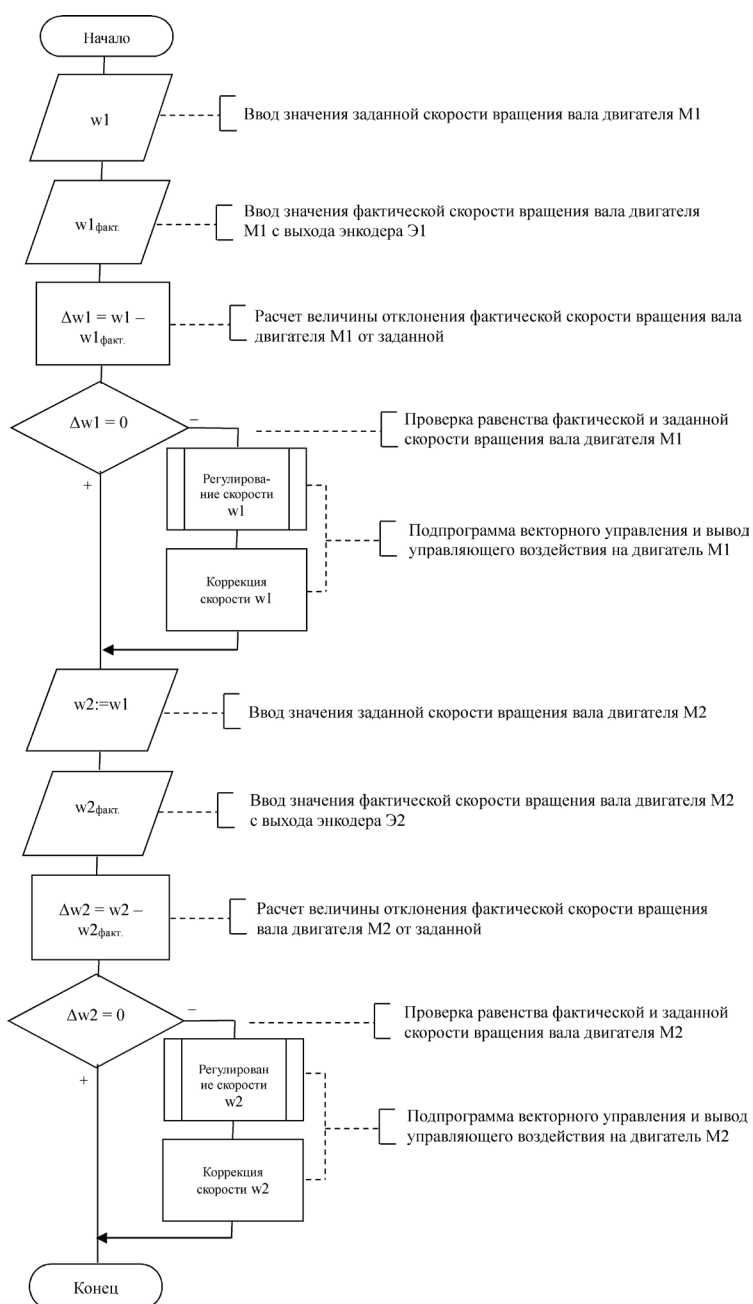 Начало
w1
Ввод значения заданной скорости вращения вала двигателя М1
w1факт.
Ввод значения фактической скорости вращения вала двигателя
М1 с выхода энкодера Э1
Δw1 = w1 –
w1факт.
Расчет величины отклонения фактической скорости вращения вала
двигателя М1 от заданной
Δw1 = 0
–
+
Проверка равенства фактической и заданной
скорости вращения вала двигателя М1
Регулирова-
ние скорости
w1
Подпрограмма векторного управления и вывод
управляющего воздействия на двигатель М1
Коррекция
скорости w1
w2:=w1
Ввод значения заданной скорости вращения вала двигателя М2
w2факт.
Ввод значения фактической скорости вращения вала двигателя М2
с выхода энкодера Э2
Δw2 = w2 –
w2факт.
Расчет величины отклонения фактической скорости вращения
вала двигателя М2 от заданной
Δw2 = 0
–
+
Проверка равенства фактической и заданной
скорости вращения вала двигателя М2
Регулирован
ие скорости
w2
Подпрограмма векторного управления и вывод
управляющего воздействия на двигатель М2
Коррекция
скорости w2
Конец